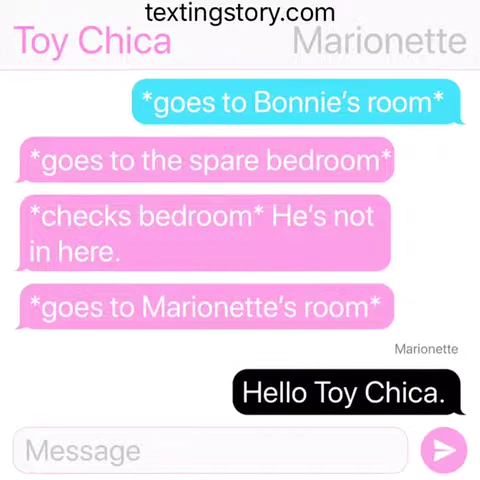 textingstory.com
Toy Chica
Marionette
*goes to Bonnie’s room*
*goes to the spare bedroom*
*checks bedroom* He’s not
in here.
*goes to Marionette’s room*
Marionette
Hello Toy Chica.
Message